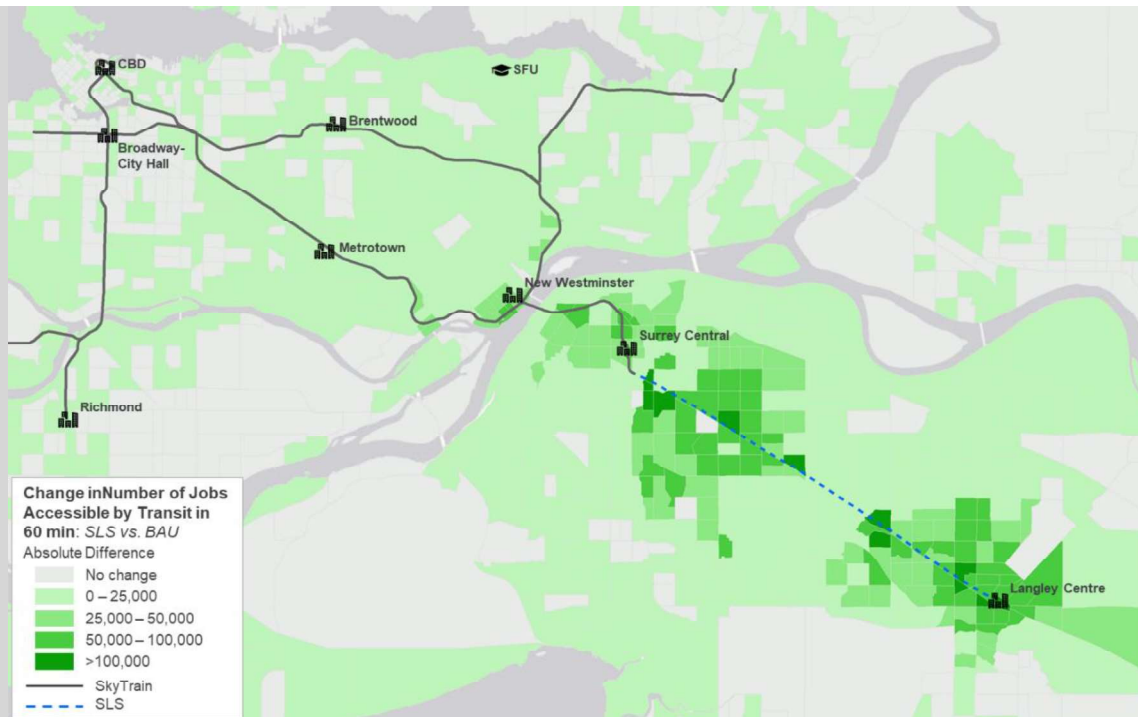 CBD
SFU
Brentwood
Broadway-
City Hall
Metrotown
New Westminster
Surrey Central
Richmond
Langley Centre
Change inNumber of Jobs
Accessible by Transit in
60 min: SLS vs. BAU
Absolute Difference
No change
0 – 25,000
25,000 – 50,000
50,000 – 100,000
>100,000
SkyTrain
SLS